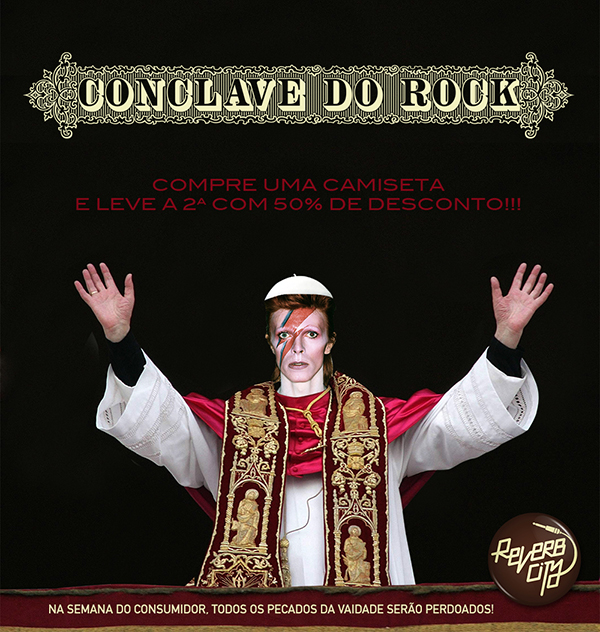 CONCLAVE DO ROCK
COMPRE UMA CAMISETA
E LEVE A 2ª COM 50% DE DESCONTO!!!
REVERB
CITY
NA SEMANA DO CONSUMIDOR, TODOS OS PECADOS DA VAIDADE SERÃO PERDOADOS!